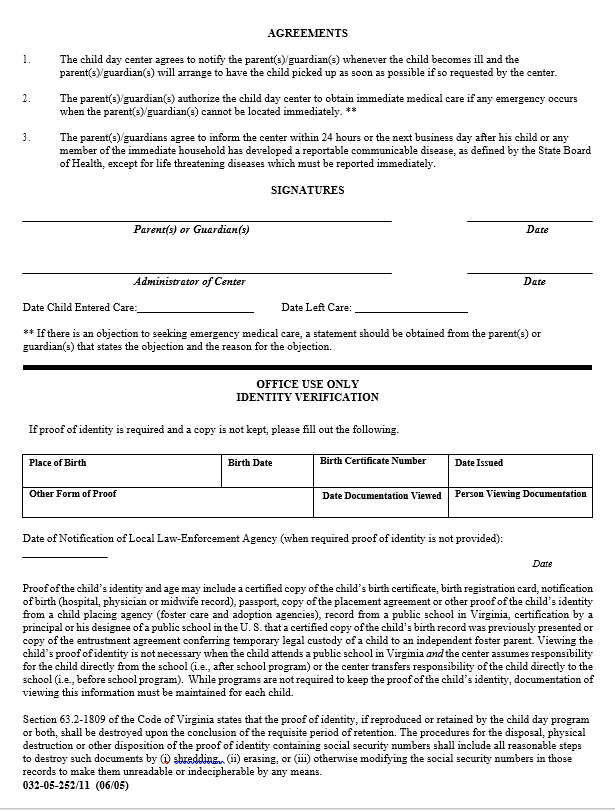 AGREEMENTS
1. The child day center agrees to notify the parent(s)/guardian(s) whenever the child becomes ill and the
parent(s)/guardian(s) will arrange to have the child picked up as soon as possible if so requested by the center.
2. The parent(s)/guardian(s) authorize the child day center to obtain immediate medical care if any emergency occurs
when the parent(s)/guardian(s) cannot be located immediately. **
3. The parent(s)/guardians agree to inform the center within 24 hours or the next business day after his child or any
member of the immediate household has developed a reportable communicable disease, as defined by the State Board
of Health, except for life threatening diseases which must be reported immediately.
SIGNATURES
Parent(s) or Guardian(s) Date
Administrator of Center Date
Date Child Entered Care: Date Left Care:
** If there is an objection to seeking emergency medical care, a statement should be obtained from the parent(s) or
guardian(s) that states the objection and the reason for the objection.
OFFICE USE ONLY
IDENTITY VERIFICATION
If proof of identity is required and a copy is not kept, please fill out the following.
Place of Birth Birth Date Birth Certificate Number Date Issued
Other Form of Proof Date Documentation Viewed Person Viewing Documentation
Date of Notification of Local Law-Enforcement Agency (when required proof of identity is not provided):
Date
Proof of the child's identity and age may include a certified copy of the child's birth certificate, birth registration card, notification
of birth (hospital, physician or midwife record), passport, copy of the placement agreement or other proof of the child's identity
from a child placing agency (foster care and adoption agencies), record from a public school in Virginia, certification by a
principal or his designee of a public school in the U. S. that a certified copy of the child's birth record was previously presented or
copy of the entrustment agreement conferring temporary legal custody of a child to an independent foster parent. Viewing the
child's proof of identity is not necessary when the child attends a public school in Virginia and the center assumes responsibility
for the child directly from the school (i.e., after school program) or the center transfers responsibility of the child directly to the
school (i.e., before school program). While programs are not required to keep the proof of the child's identity, documentation of
viewing this information must be maintained for each child.
Section 63.2-1809 of the Code of Virginia states that the proof of identity, if reproduced or retained by the child day program
or both, shall be destroyed upon the conclusion of the requisite period of retention. The procedures for the disposal, physical
destruction or other disposition of the proof of identity containing social security numbers shall include all reasonable steps
to destroy such documents by (i) shredding, (ii) erasing, or (iii) otherwise modifying the social security numbers in those
records to make them unreadable or indecipherable by any means.
032-05-252/11 (06/05)